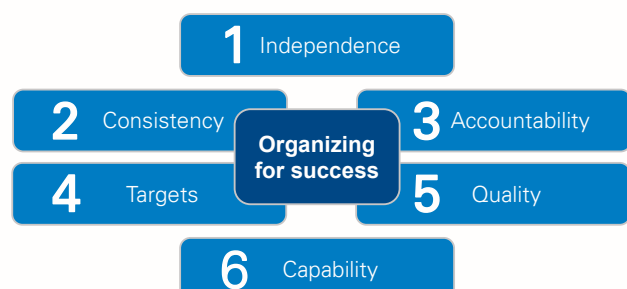 1 Independence
2 Consistency
3 Accountability
Organizing
for success
4 Targets
5 Quality
6 Capability